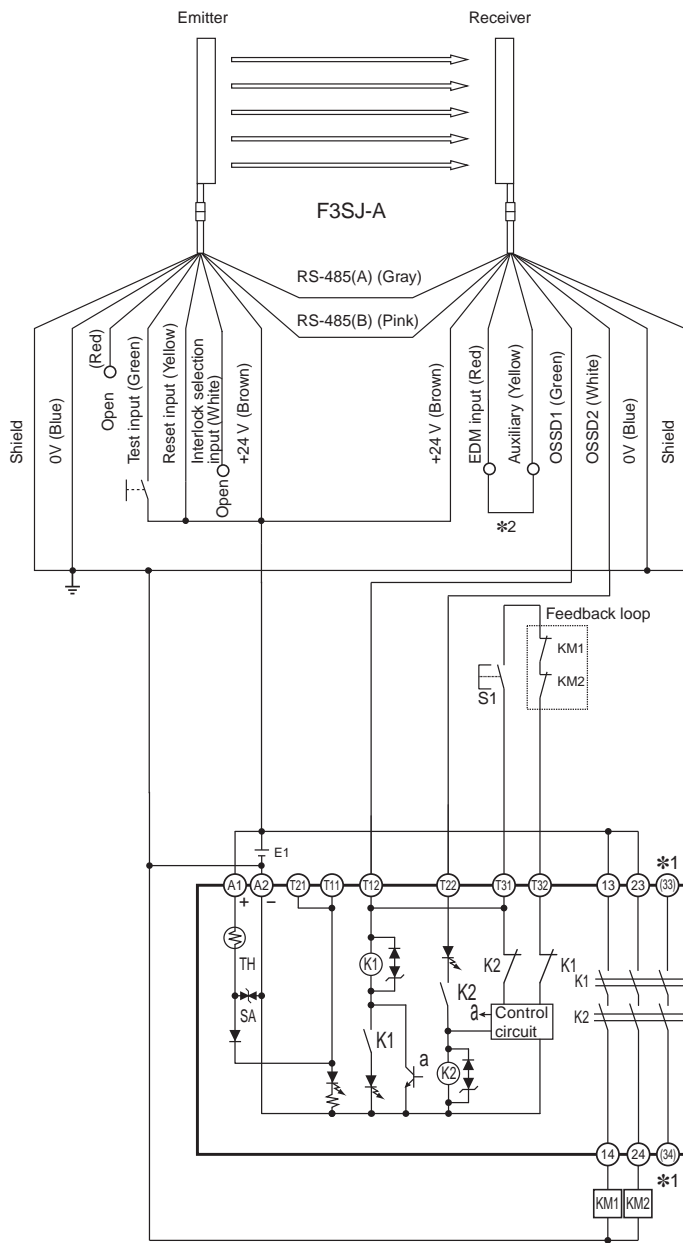 Emitter
Receiver
F3SJ-A
RS-485(A) (Gray)
RS-485(B) (Pink)
Shield
0V (Blue)
Open
(Red)
Test input (Green)
Reset input (Yellow)
Interlock selection
input (White)
Open
+24 V (Brown)
+24 V (Brown)
EDM input (Red)
Auxiliary (Yellow)
OSSD1 (Green)
OSSD2 (White)
0V (Blue)
Shield
✱2
Feedback loop
KM1
KM2
S1
E1
✱1
A1
A2
T21
T11
T12
T22
T31
T32
13
23
(33)
+
−
TH
SA
K1
K1
a
K2
K2
K2
K1
a
Control
circuit
K1
K2
14
24
(34)
✱1
KM1
KM2